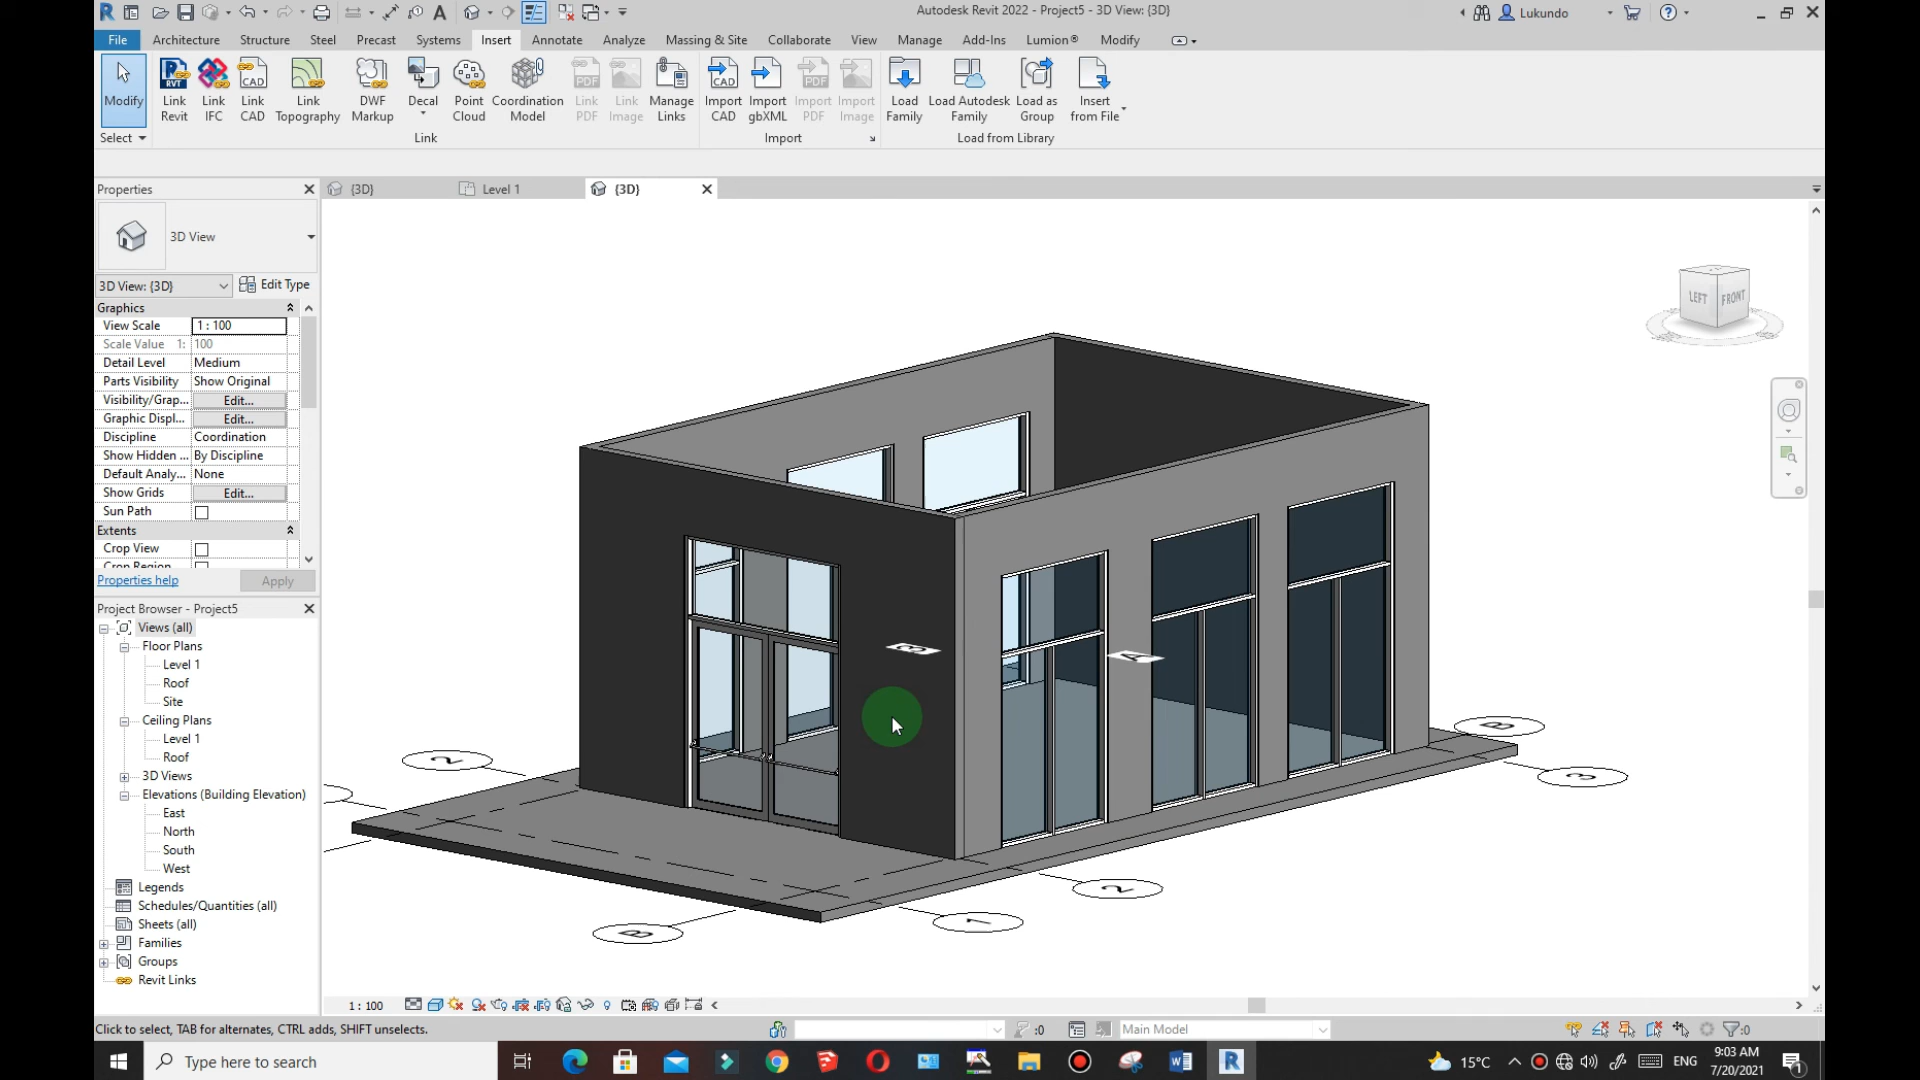 Autodesk Revit 2022 - Project5 - 3D View: {3D}
Lukundo
File Architecture Structure Steel Precast Systems Insert Annotate Analyze Massing & Site Collaborate View Manage Add-Ins Lumion® Modify
Modify
Link Revit
Link IFC
Link CAD
Link Topography
DWF Markup
Decal
Point Cloud
Coordination Model
Link PDF
Link Image
Manage Links
Import CAD
Import gbXML
Import PDF
Import Image
Load Family
Load Autodesk Family
Load as Group
Insert from File
Select
Link
Import
Load from Library
Properties
{3D}
Level 1
{3D}
3D View
3D View: {3D}
Edit Type
Graphics
View Scale 1 : 100
Scale Value 1: 100
Detail Level Medium
Parts Visibility Show Original
Visibility/Grap... Edit...
Graphic Displ... Edit...
Discipline Coordination
Show Hidden ... By Discipline
Default Analy... None
Show Grids Edit...
Sun Path
Extents
Crop View
Properties help
Apply
Project Browser - Project5
Views (all)
Floor Plans
Level 1
Roof
Site
Ceiling Plans
Level 1
Roof
3D Views
Elevations (Building Elevation)
East
North
South
West
Legends
Schedules/Quantities (all)
Sheets (all)
Families
Groups
Revit Links
LEFT FRONT
A
B
2
3
2
1
B
1 : 100
Click to select, TAB for alternates, CTRL adds, SHIFT unselects.
:0
Main Model
:0
Type here to search
15°C
ENG
9:03 AM
7/20/2021
1